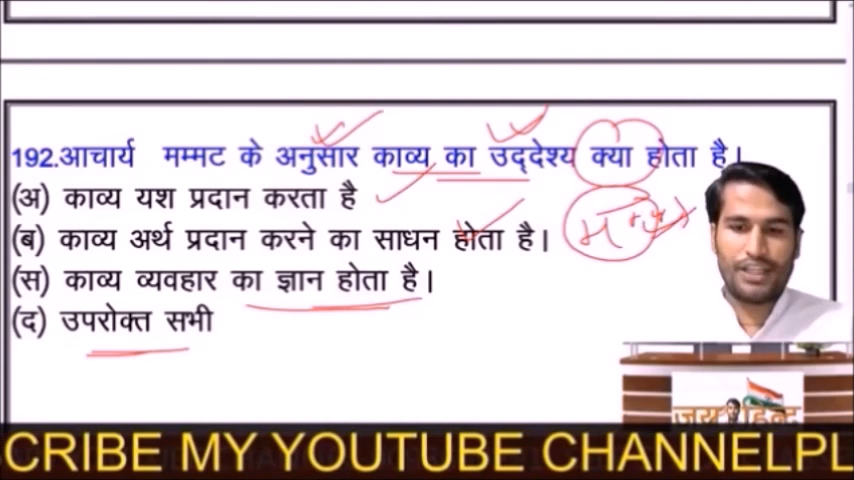 192.आचार्य मम्मट के अनुसार काव्य का उद्देश्य क्या होता है।
(अ) काव्य यश प्रदान करता है
(ब) काव्य अर्थ प्रदान करने का साधन होता है।
(स) काव्य व्यवहार का ज्ञान होता है।
(द) उपरोक्त सभी
जय हिन्द
CRIBE MY YOUTUBE CHANNELPL